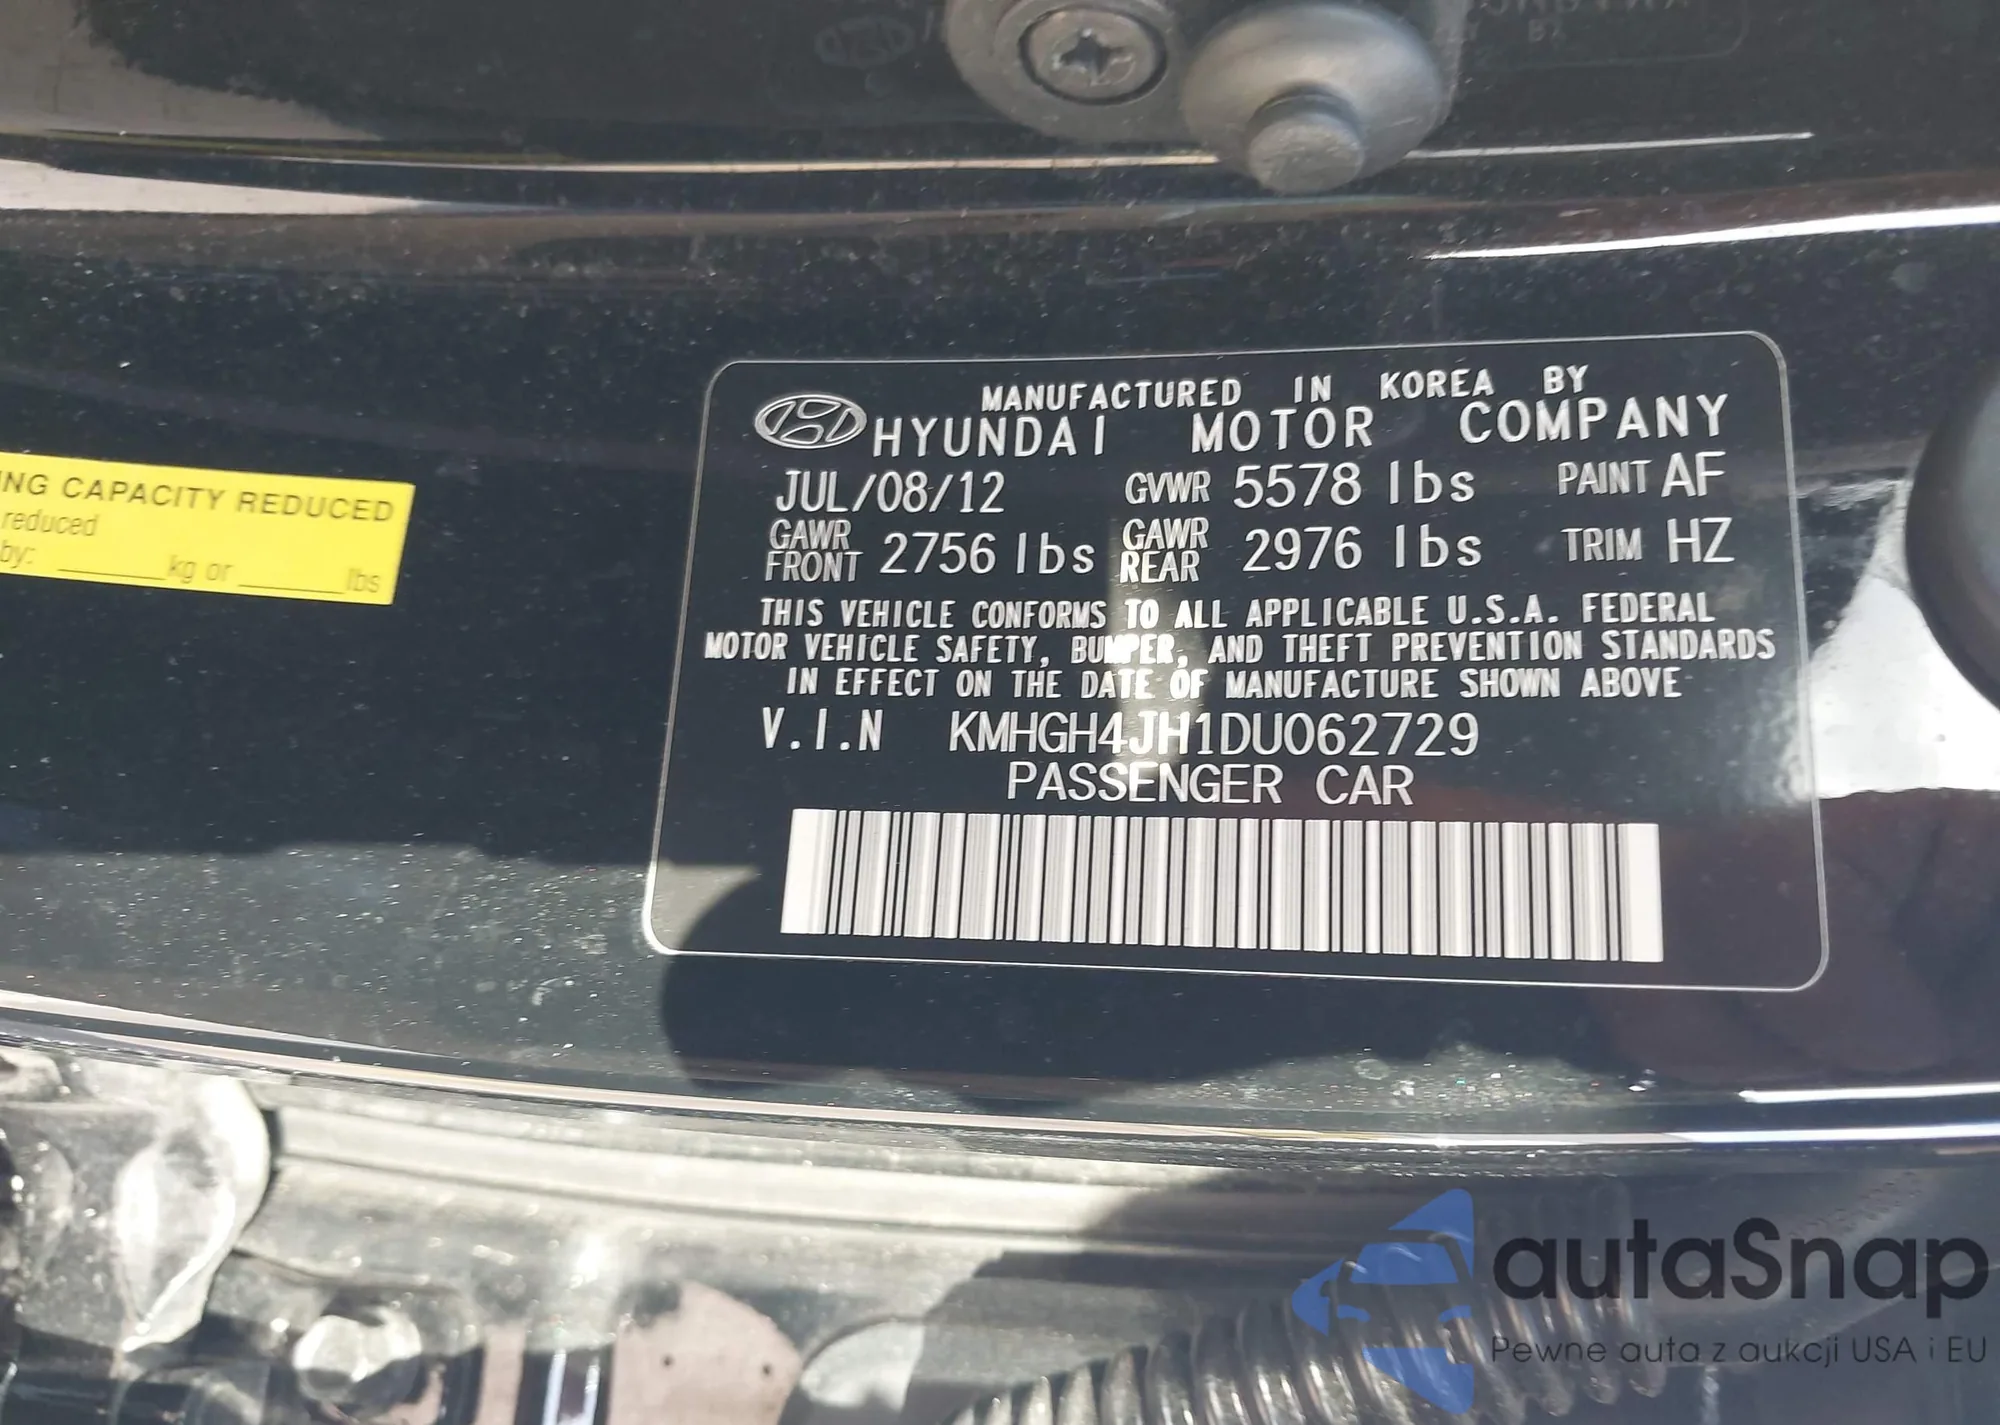 MANUFACTURED IN KOREA BY
HYUNDAI MOTOR COMPANY
JUL/08/12 GVWR 5578 lbs PAINT AF
GAWR FRONT 2756 lbs GAWR REAR 2976 lbs TRIM HZ
THIS VEHICLE CONFORMS TO ALL APPLICABLE U.S.A. FEDERAL
MOTOR VEHICLE SAFETY, BUMPER, AND THEFT PREVENTION STANDARDS
IN EFFECT ON THE DATE OF MANUFACTURE SHOWN ABOVE
V.I.N KMHGH4JH1DU062729
PASSENGER CAR
CAPACITY REDUCED
reduced
by: ______kg or ______lbs
autaSnap
Pewne auta z aukcji USA i EU